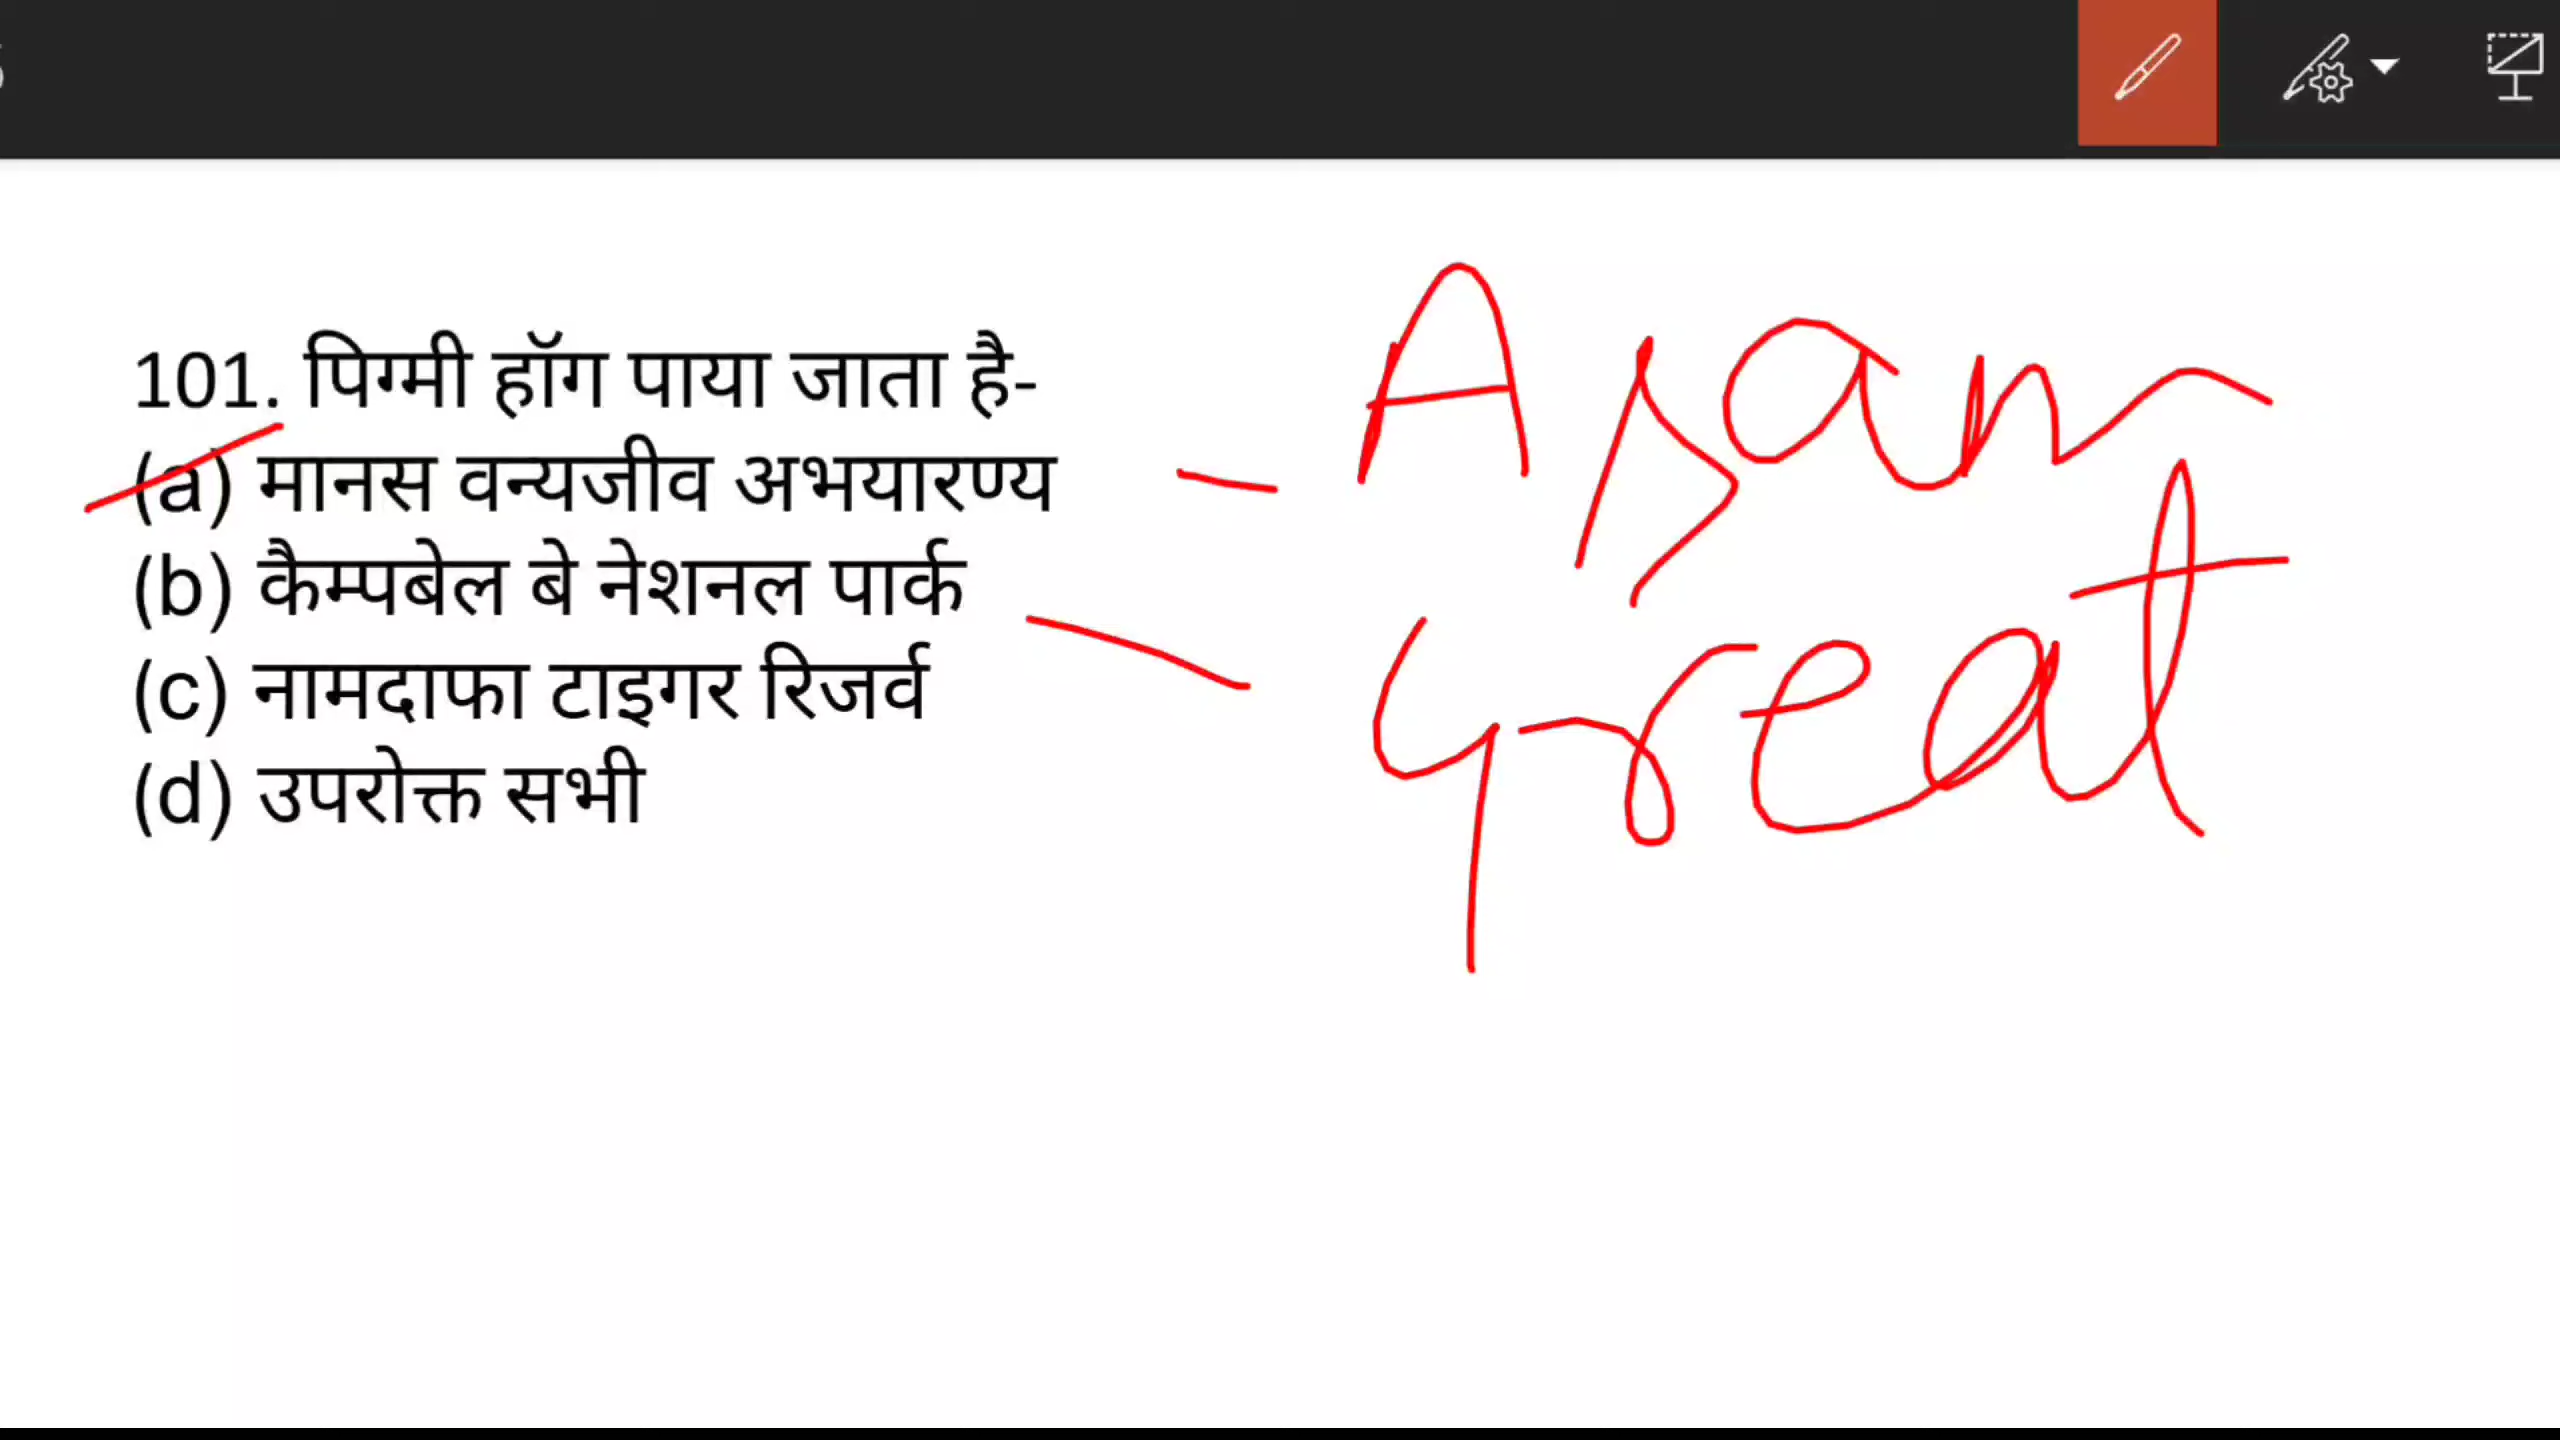 101. पिग्मी हॉग पाया जाता है-
(a) मानस वन्यजीव अभयारण्य
(b) कैम्पबेल बे नेशनल पार्क
(c) नामदाफा टाइगर रिजर्व
(d) उपरोक्त सभी
Asam
Great